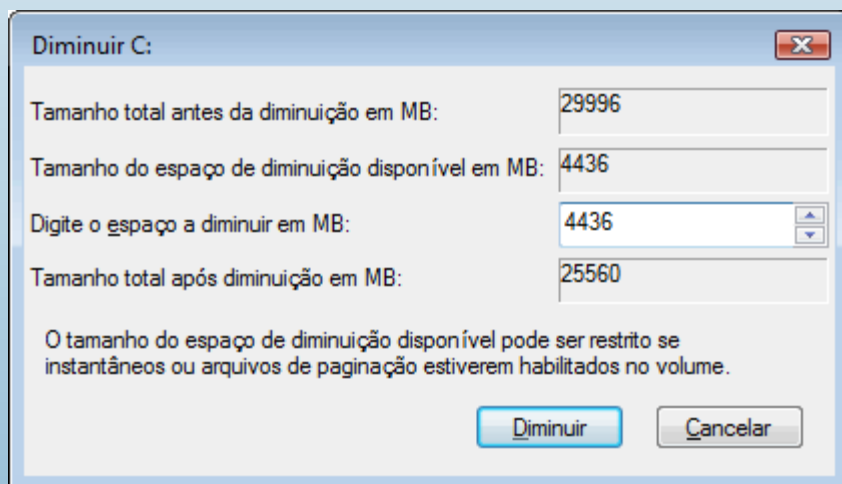 Diminuir C:
Tamanho total antes da diminuição em MB: 29996
Tamanho do espaço de diminuição disponível em MB: 4436
Digite o espaço a diminuir em MB: 4436
Tamanho total após diminuição em MB: 25560
O tamanho do espaço de diminuição disponível pode ser restrito se
instantâneos ou arquivos de paginação estiverem habilitados no volume.
Diminuir Cancelar